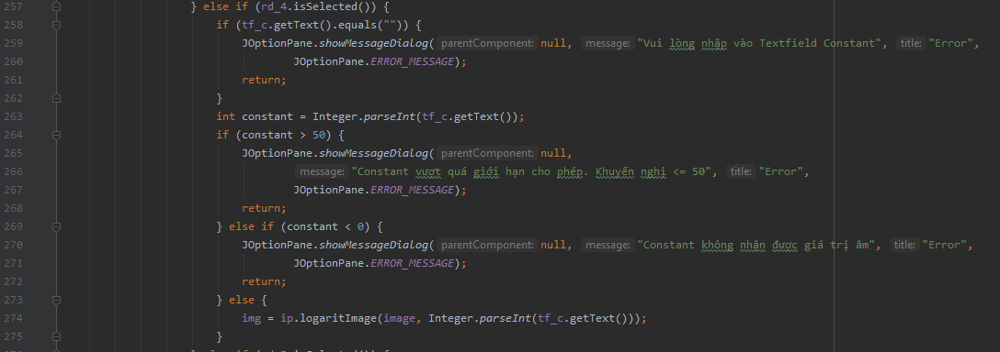 257 } else if (rd_4.isSelected()) {
258 if (tf_c.getText().equals("")) {
259 JOptionPane.showMessageDialog( parentComponent: null, message: "Vui lòng nhập vào Textfield Constant", title: "Error",
260 JOptionPane.ERROR_MESSAGE);
261 return;
262 }
263 int constant = Integer.parseInt(tf_c.getText());
264 if (constant > 50) {
265 JOptionPane.showMessageDialog( parentComponent: null,
266 message: "Constant vượt quá giới hạn cho phép. Khuyến nghị <= 50", title: "Error",
267 JOptionPane.ERROR_MESSAGE);
268 return;
269 } else if (constant < 0) {
270 JOptionPane.showMessageDialog( parentComponent: null, message: "Constant không nhận được giá trị âm", title: "Error",
271 JOptionPane.ERROR_MESSAGE);
272 return;
273 } else {
274 img = ip.logaritImage(image, Integer.parseInt(tf_c.getText()));
275 }